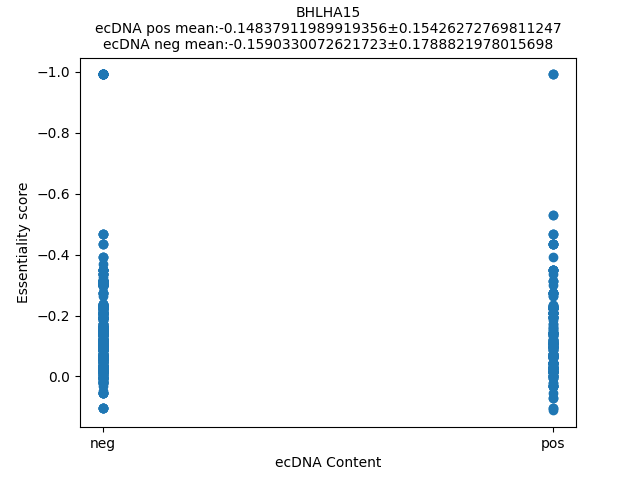 BHLHA15
ecDNA pos mean:-0.14837911989919356±0.15426272769811247
ecDNA neg mean:-0.1590330072621723±0.1788821978015698
−1.0
−0.8
−0.6
−0.4
−0.2
0.0
Essentiality score
neg
pos
ecDNA Content